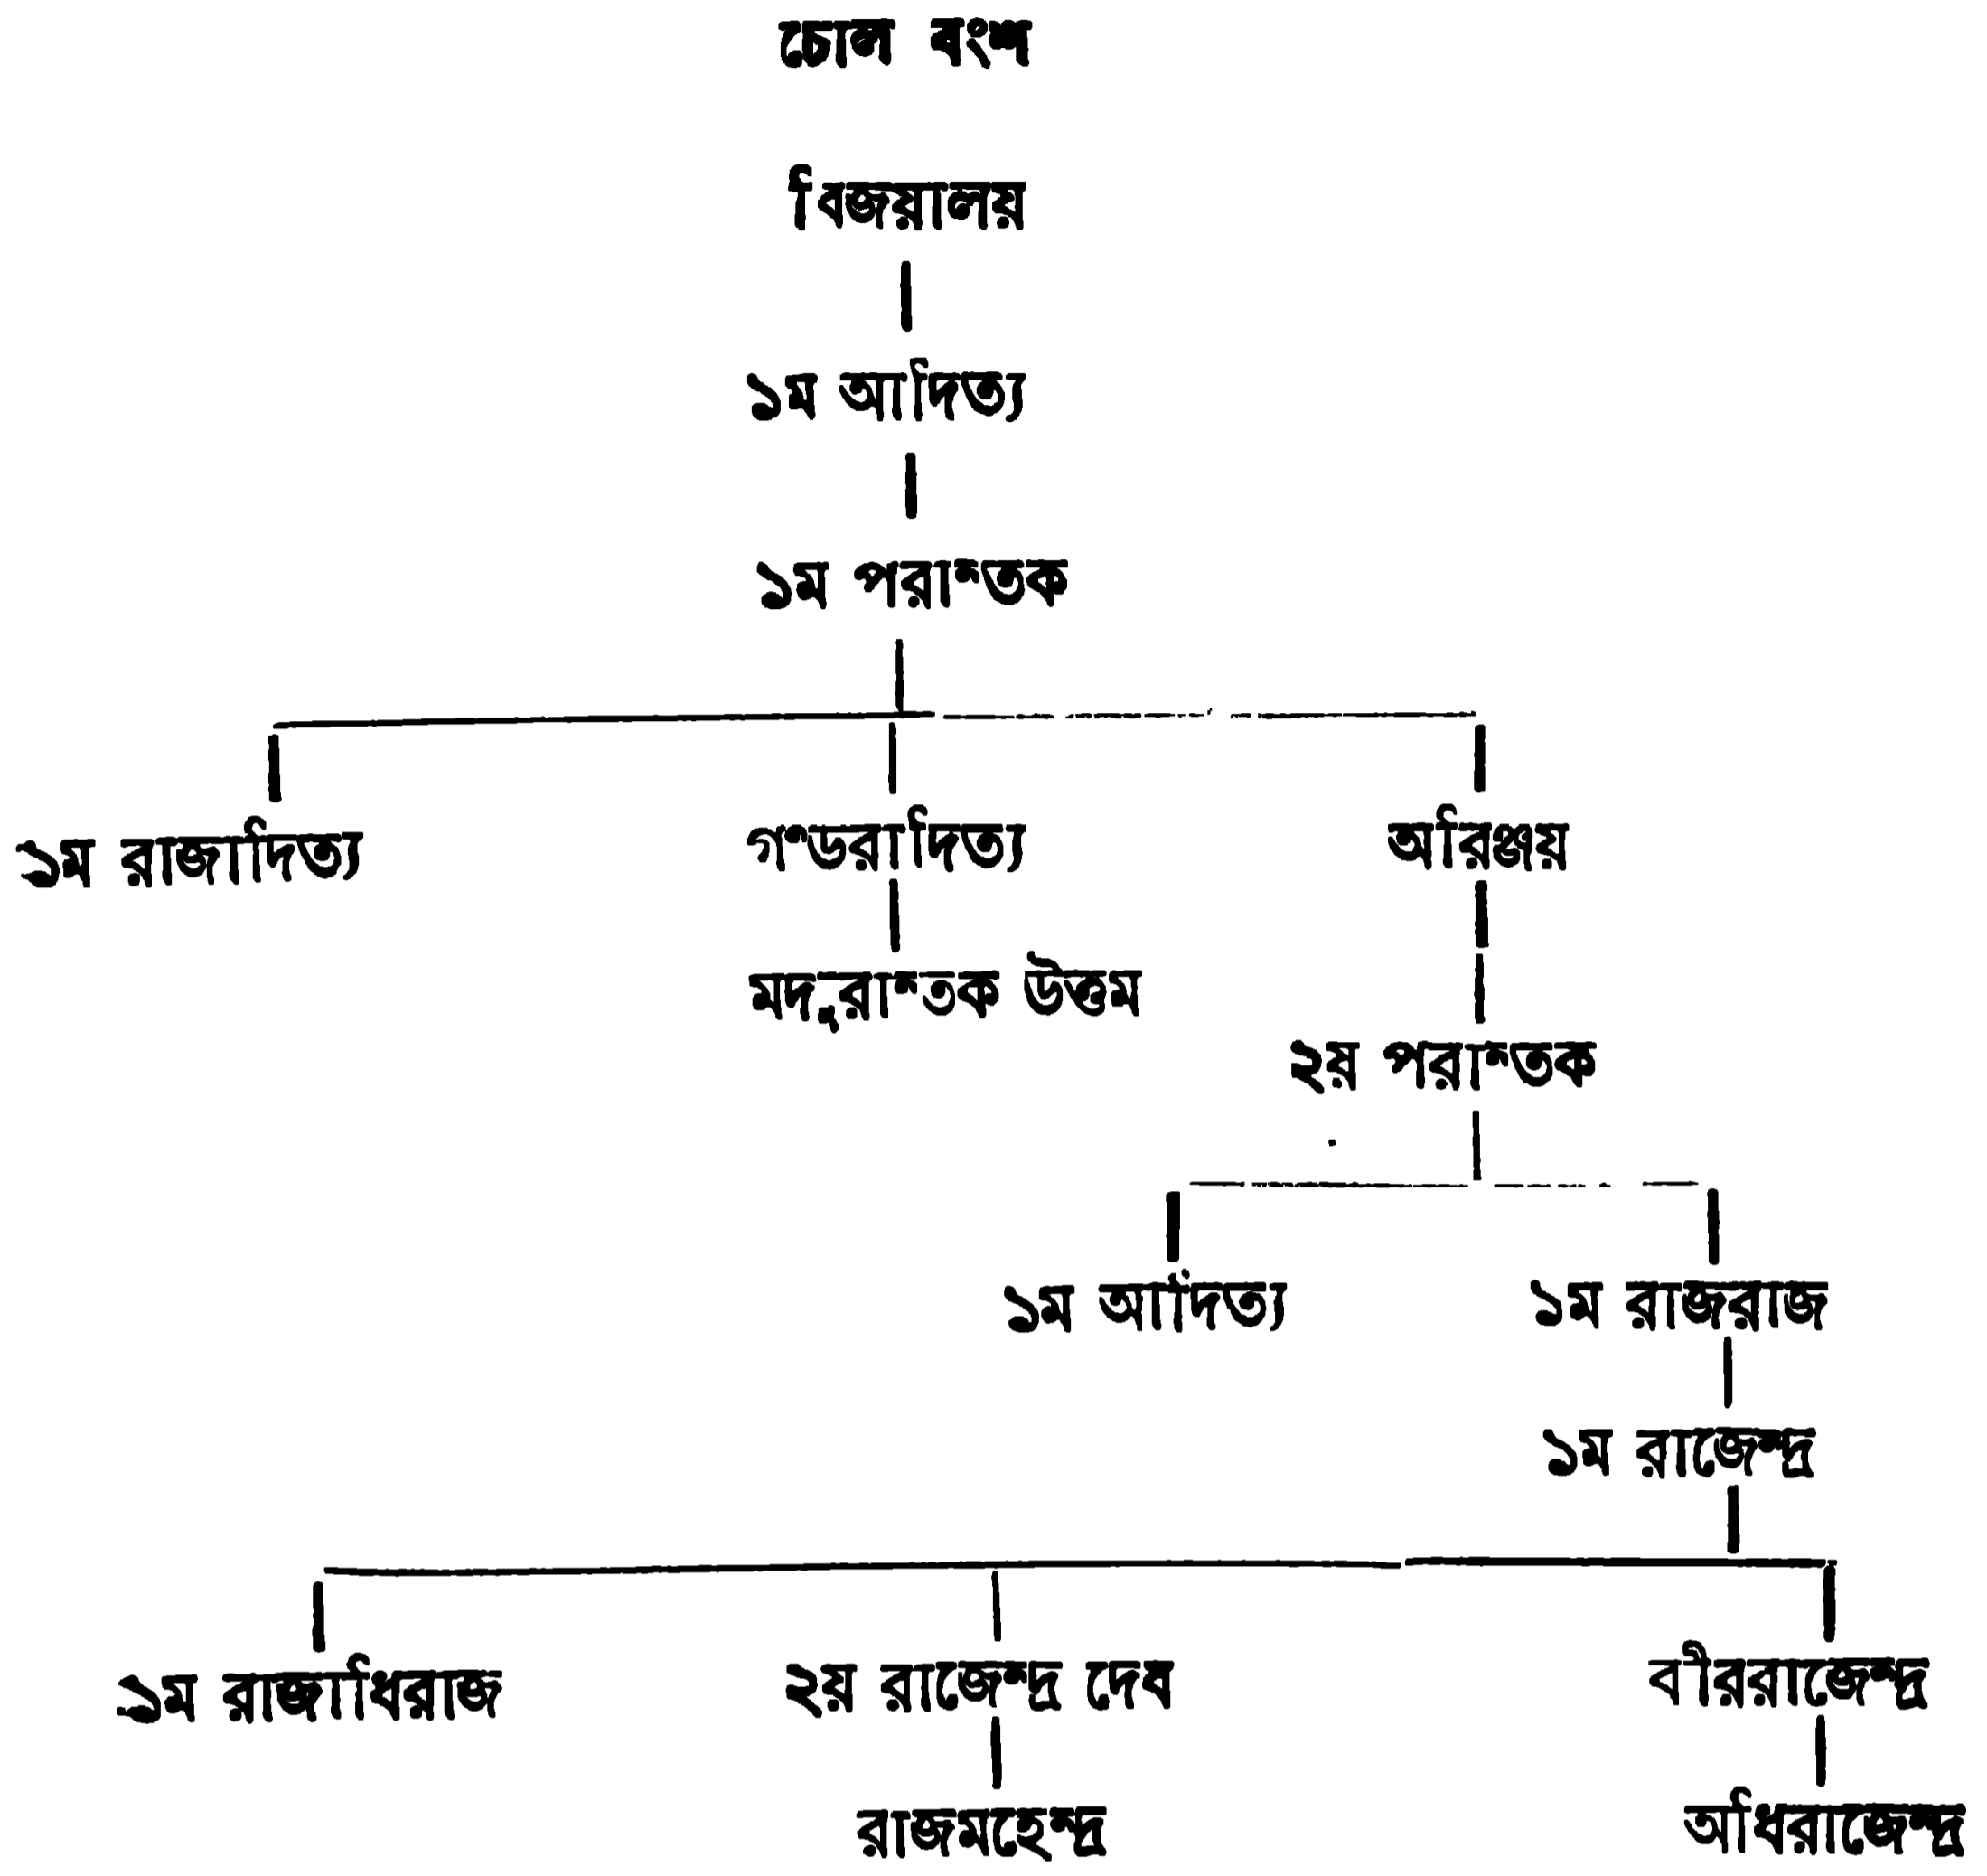 চোল বংশ
বিজয়ালয়
১ম আদিত্য
১ম পরান্তক
১ম রাজাদিত্য গণ্ডরাদিত্য অরিঞ্জয়
মদুরান্তক উত্তম
২য় পরান্তক
১ম আদিত্য ১ম রাজরাজ
১ম রাজেন্দ্র
১ম রাজাধিরাজ ২য় রাজেন্দ্র দেব বীররাজেন্দ্র
রাজমহেন্দ্র অধিরাজেন্দ্র